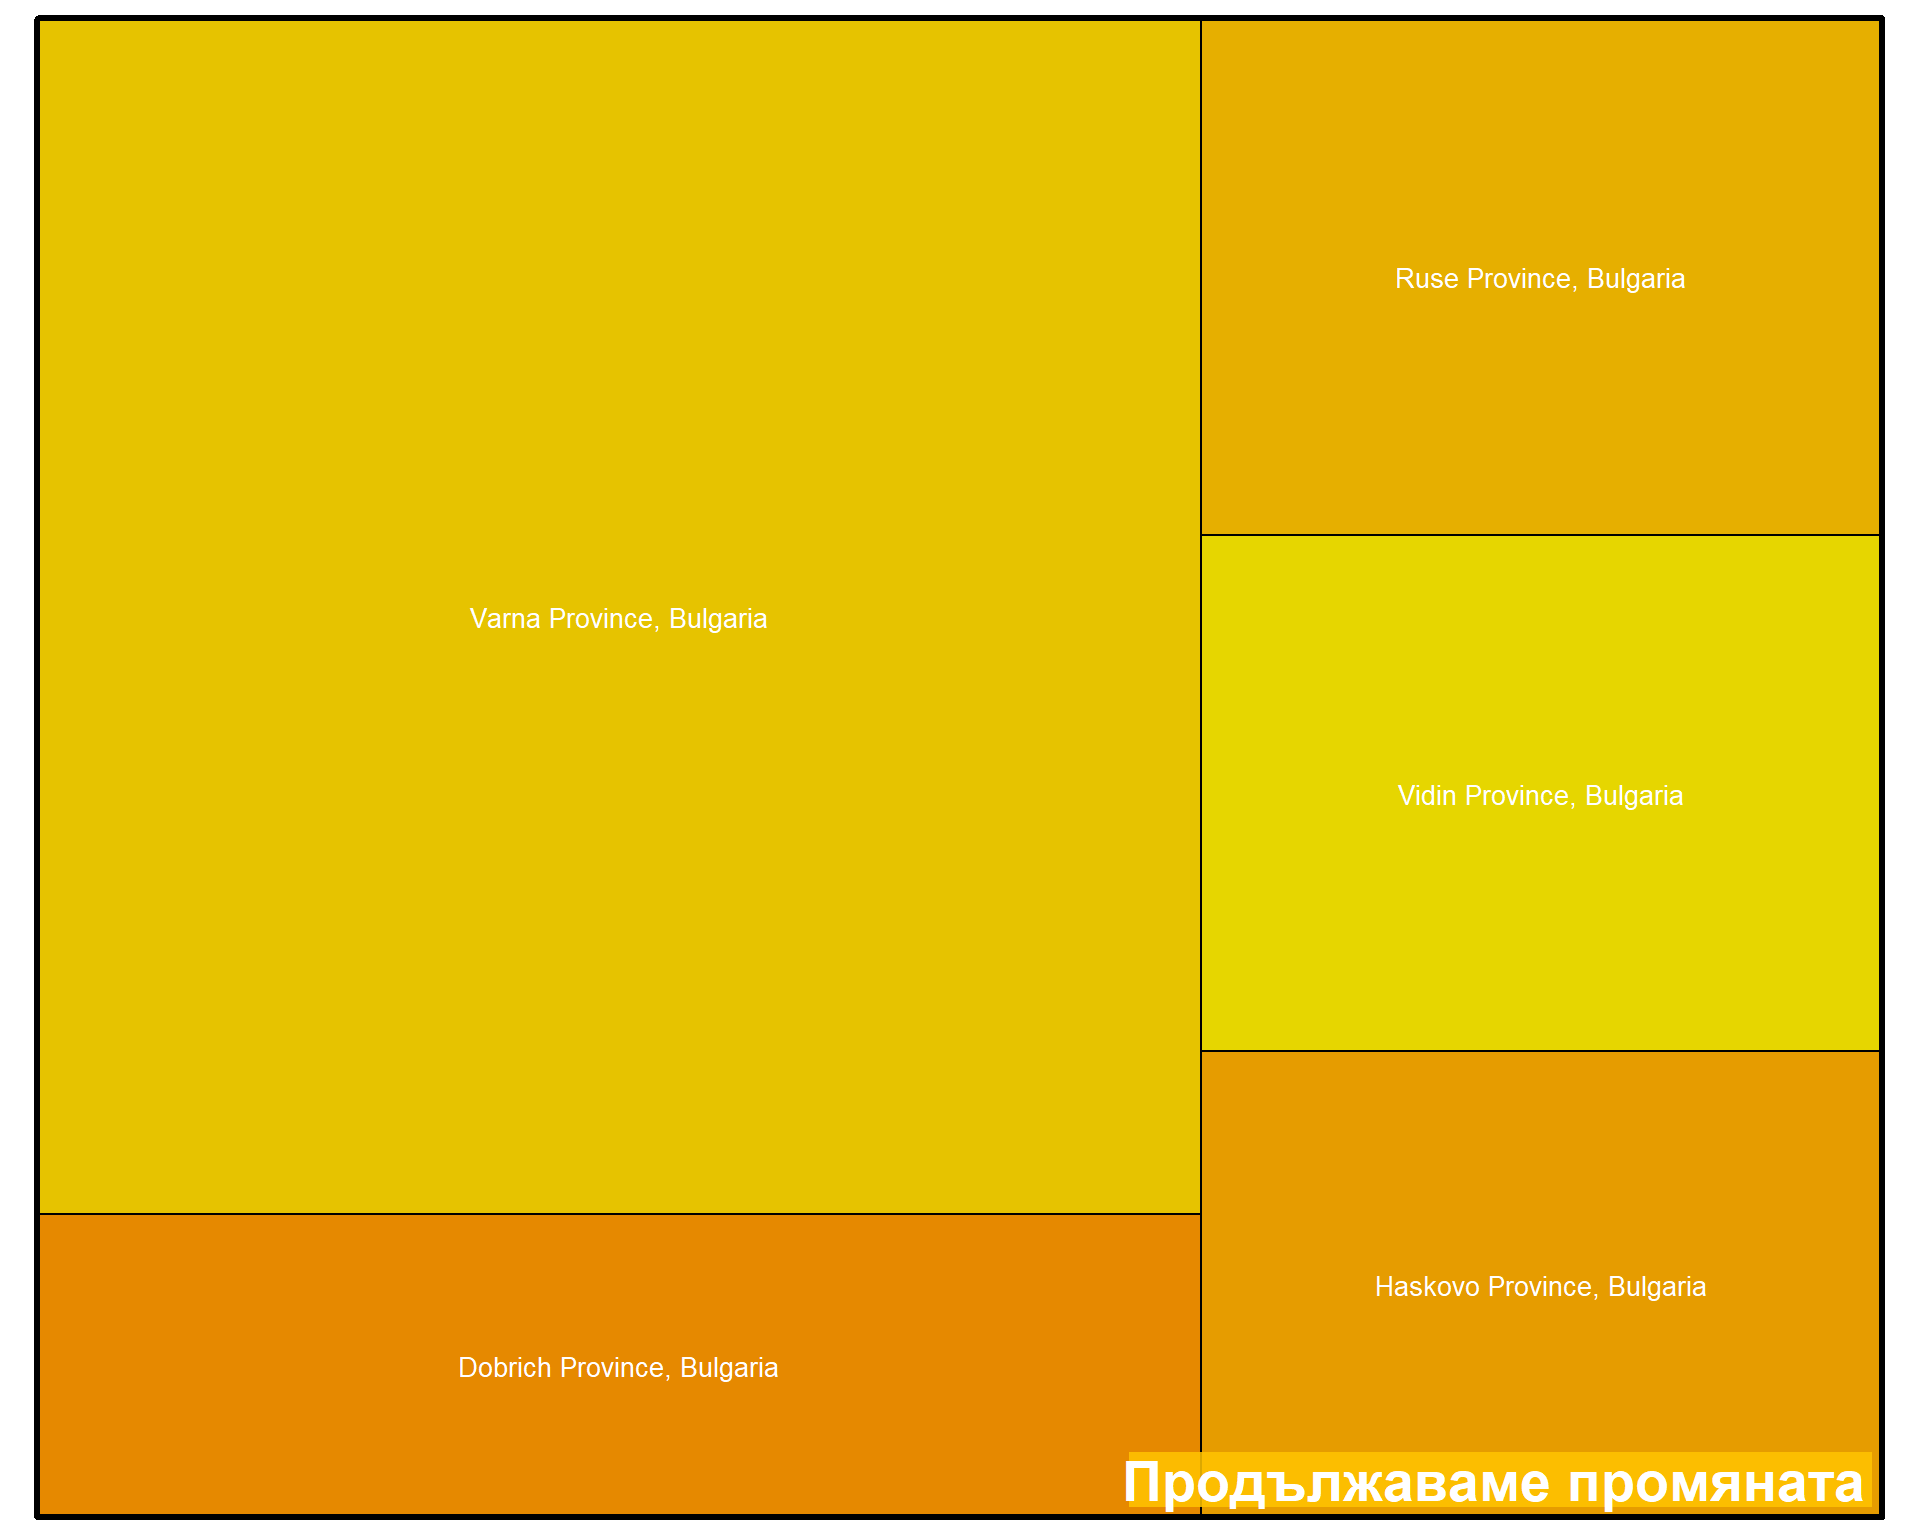 Varna Province, Bulgaria
Dobrich Province, Bulgaria
Ruse Province, Bulgaria
Vidin Province, Bulgaria
Haskovo Province, Bulgaria
Продължаваме промяната